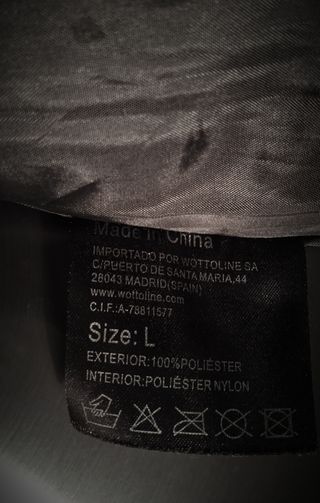 Made in China
IMPORTADO POR WOTTOLINE SA
C/PUERTO DE SANTA MARIA,44
28043 MADRID(SPAIN)
www.wottoline.com
C.I.F:A-78811577
Size: L
EXTERIOR:100%POLIÉSTER
INTERIOR:POLIÉSTER NYLON